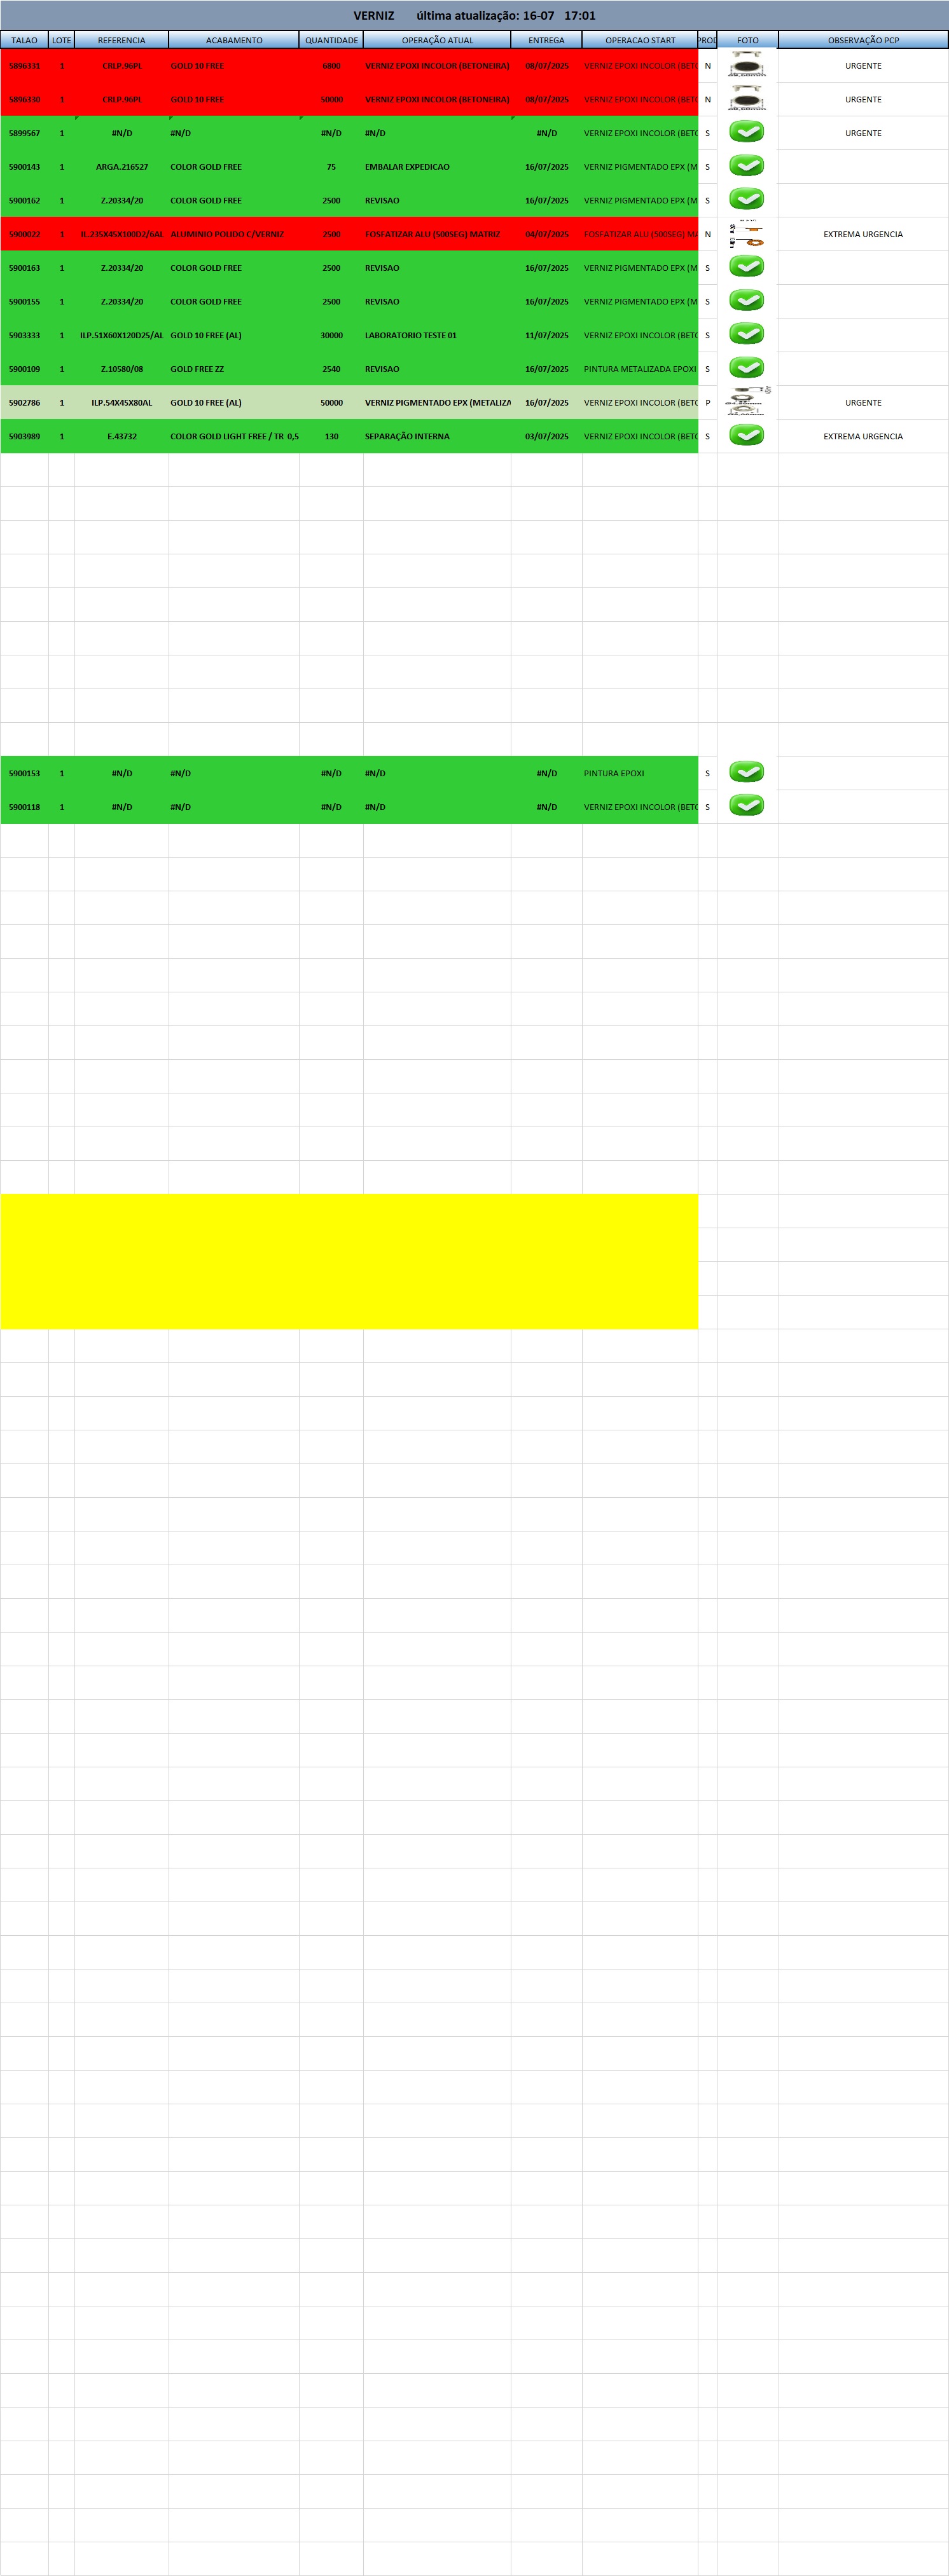 VERNIZ última atualização: 16-07 17:01
TALAO LOTE REFERENCIA ACABAMENTO QUANTIDADE OPERAÇÃO ATUAL ENTREGA OPERACAO START PROD FOTO OBSERVAÇÃO PCP
5896331 1 CRLP.96PL GOLD 10 FREE 6800 VERNIZ EPOXI INCOLOR (BETONEIRA) 08/07/2025 VERNIZ EPOXI INCOLOR (BETO N URGENTE
5896330 1 CRLP.96PL GOLD 10 FREE 50000 VERNIZ EPOXI INCOLOR (BETONEIRA) 08/07/2025 VERNIZ EPOXI INCOLOR (BETO N URGENTE
5899567 1 #N/D #N/D #N/D #N/D #N/D VERNIZ EPOXI INCOLOR (BETO S URGENTE
5900143 1 ARGA.216527 COLOR GOLD FREE 75 EMBALAR EXPEDICAO 16/07/2025 VERNIZ PIGMENTADO EPX (M S
5900162 1 Z.20334/20 COLOR GOLD FREE 2500 REVISAO 16/07/2025 VERNIZ PIGMENTADO EPX (M S
5900022 1 IL.235X45X100D2/6AL ALUMINIO POLIDO C/VERNIZ 2500 FOSFATIZAR ALU (500SEG) MATRIZ 04/07/2025 FOSFATIZAR ALU (500SEG) MA N EXTREMA URGENCIA
5900163 1 Z.20334/20 COLOR GOLD FREE 2500 REVISAO 16/07/2025 VERNIZ PIGMENTADO EPX (M S
5900155 1 Z.20334/20 COLOR GOLD FREE 2500 REVISAO 16/07/2025 VERNIZ PIGMENTADO EPX (M S
5903333 1 ILP.51X60X120D25/AL GOLD 10 FREE (AL) 30000 LABORATORIO TESTE 01 11/07/2025 VERNIZ EPOXI INCOLOR (BETO S
5900109 1 Z.10580/08 GOLD FREE ZZ 2540 REVISAO 16/07/2025 PINTURA METALIZADA EPOXI S
5902786 1 ILP.54X45X80AL GOLD 10 FREE (AL) 50000 VERNIZ PIGMENTADO EPX (METALIZA 16/07/2025 VERNIZ EPOXI INCOLOR (BETO P URGENTE
5903989 1 E.43732 COLOR GOLD LIGHT FREE / TR 0,5 130 SEPARAÇÃO INTERNA 03/07/2025 VERNIZ EPOXI INCOLOR (BETO S EXTREMA URGENCIA
5900153 1 #N/D #N/D #N/D #N/D #N/D PINTURA EPOXI S
5900118 1 #N/D #N/D #N/D #N/D #N/D VERNIZ EPOXI INCOLOR (BETO S